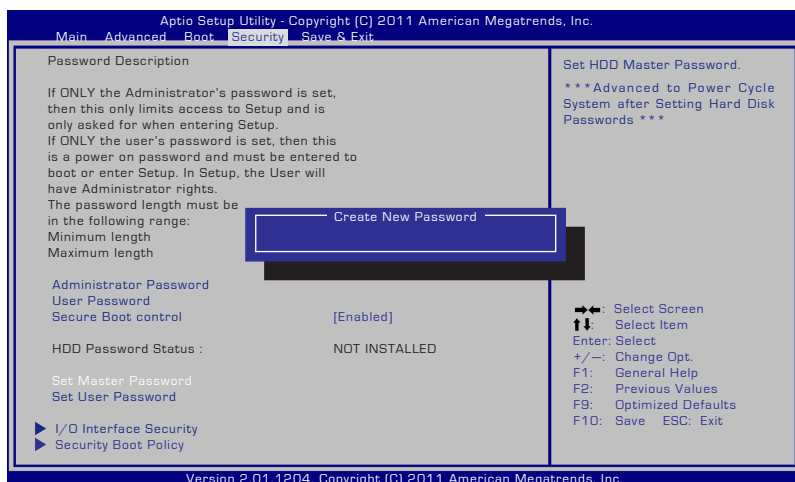 Aptio Setup Utility - Copyright (C) 2011 American Megatrends, Inc.
Main Advanced Boot Security Save & Exit
Password Description
If ONLY the Administrator's password is set,
then this only limits access to Setup and is
only asked for when entering Setup.
If ONLY the user's password is set, then this
is a power on password and must be entered to
boot or enter Setup. In Setup, the User will
have Administrator rights.
The password length must be
in the following range:
Minimum length
Maximum length
Create New Password
Administrator Password
User Password
Secure Boot control [Enabled]
HDD Password Status : NOT INSTALLED
Set Master Password
Set User Password
I/O Interface Security
Security Boot Policy
Set HDD Master Password.
***Advanced to Power Cycle
System after Setting Hard Disk
Passwords ***
→←: Select Screen
↑↓: Select Item
Enter: Select
+/—: Change Opt.
F1: General Help
F2: Previous Values
F9: Optimized Defaults
F10: Save ESC: Exit
Version 2.01.1204. Copyright (C) 2011 American Megatrends, Inc.